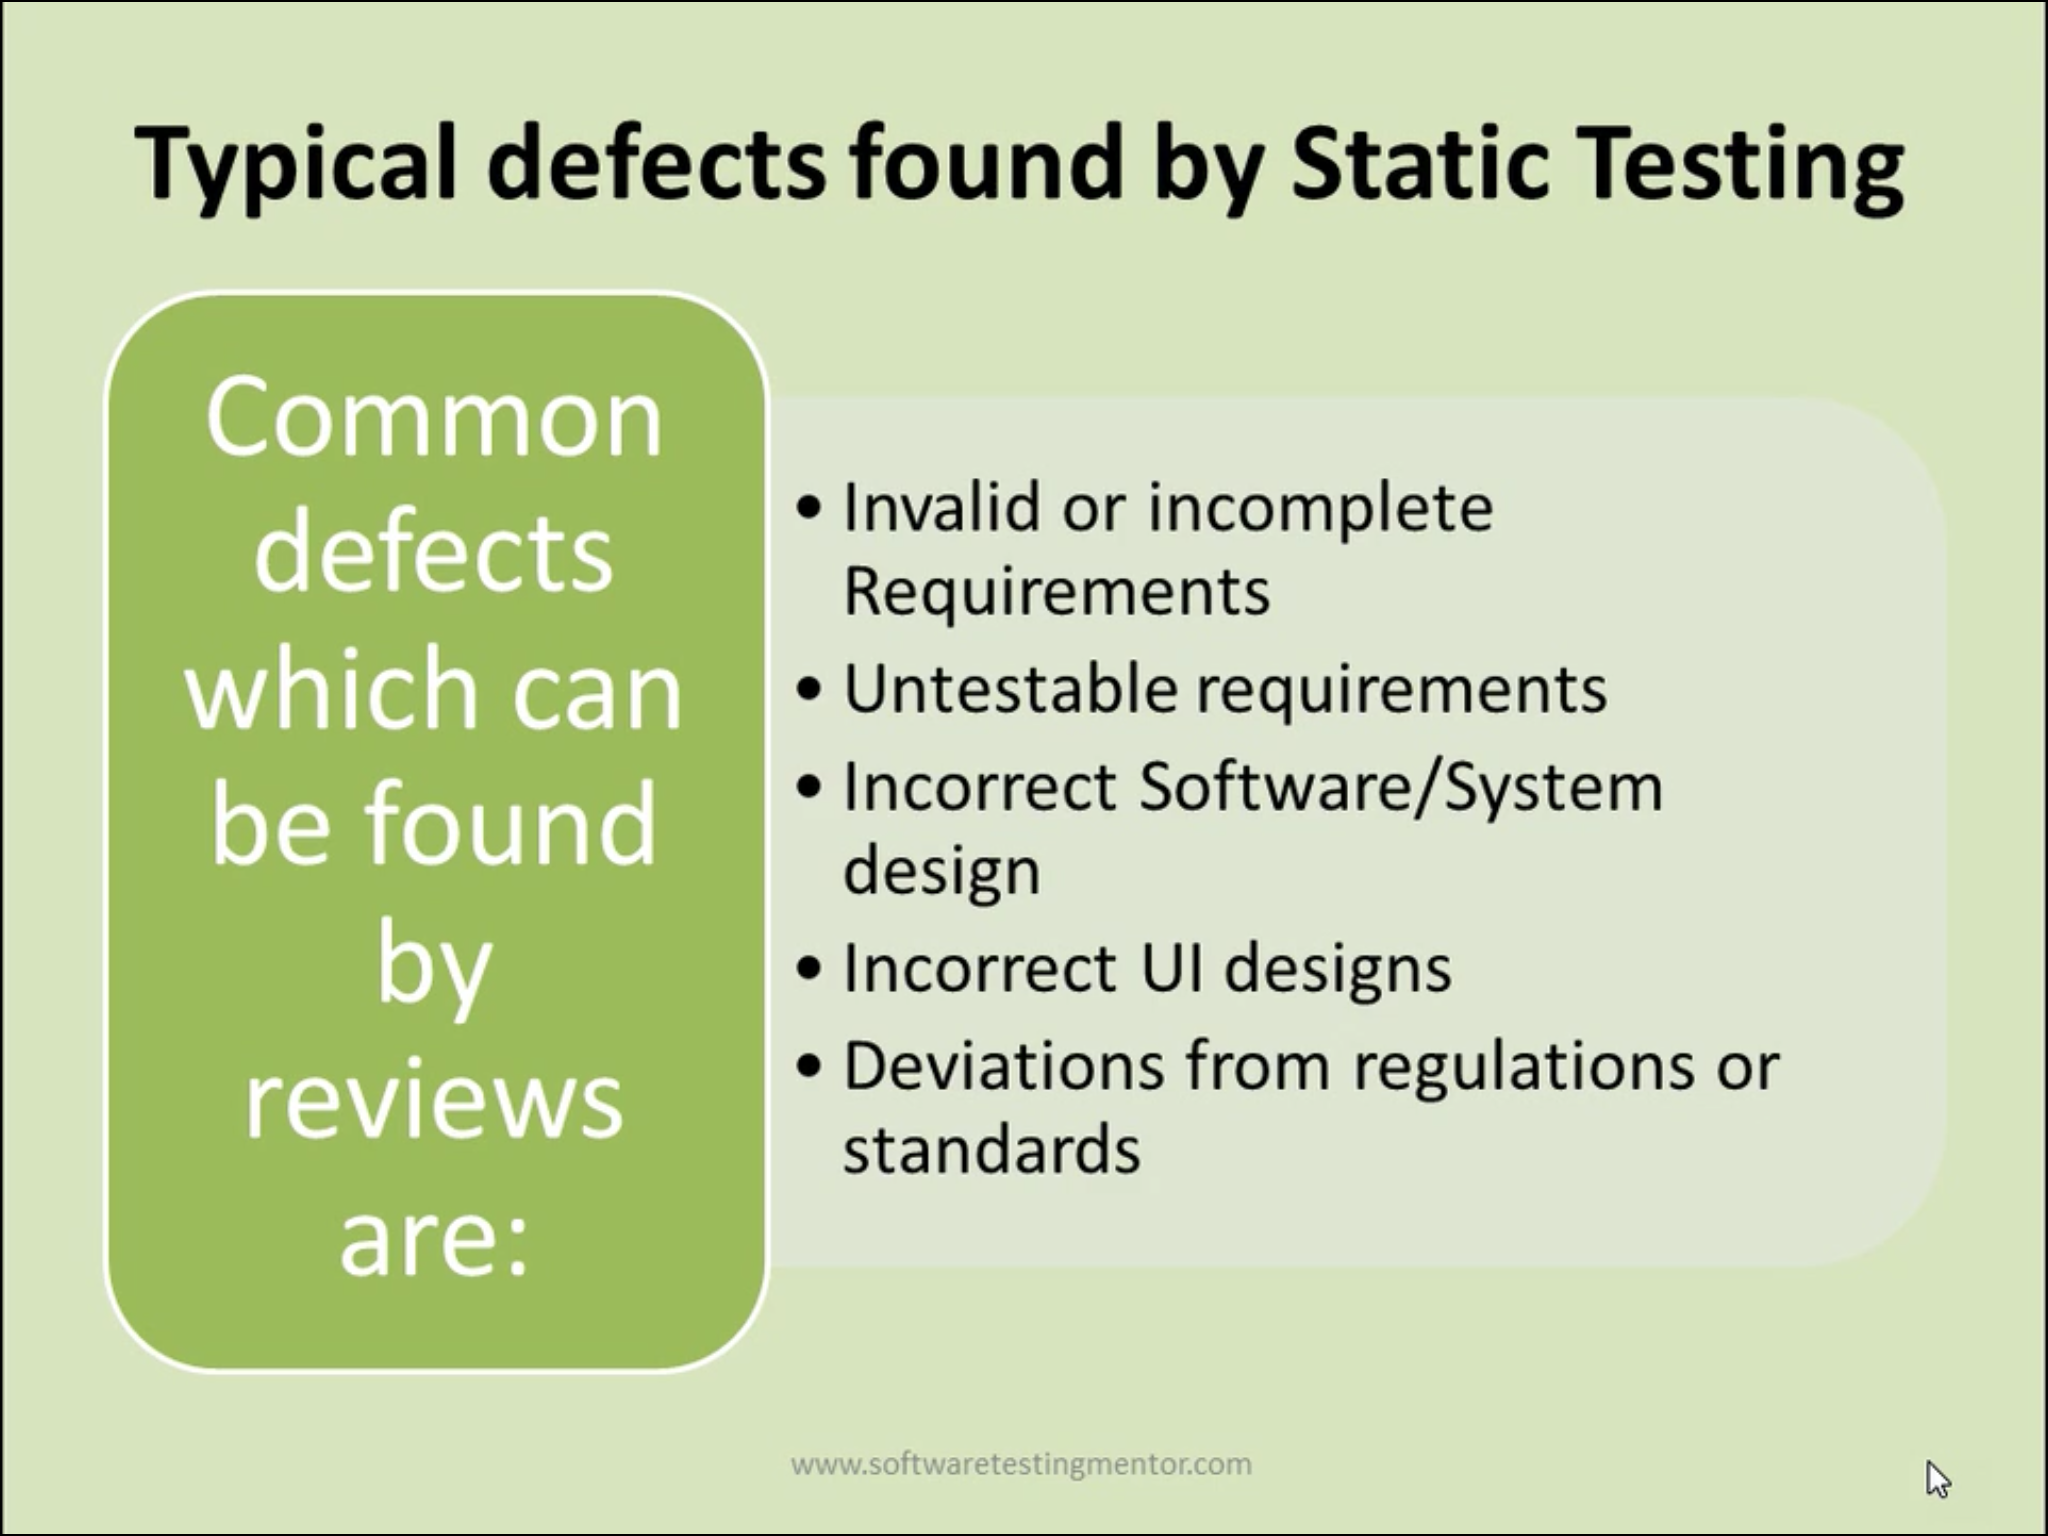 Typical defects found by Static Testing
Common
defects
which can
be found
by
reviews
are:
• Invalid or incomplete
Requirements
• Untestable requirements
• Incorrect Software/System
design
• Incorrect UI designs
• Deviations from regulations or
standards
www.softwaretestingmentor.com